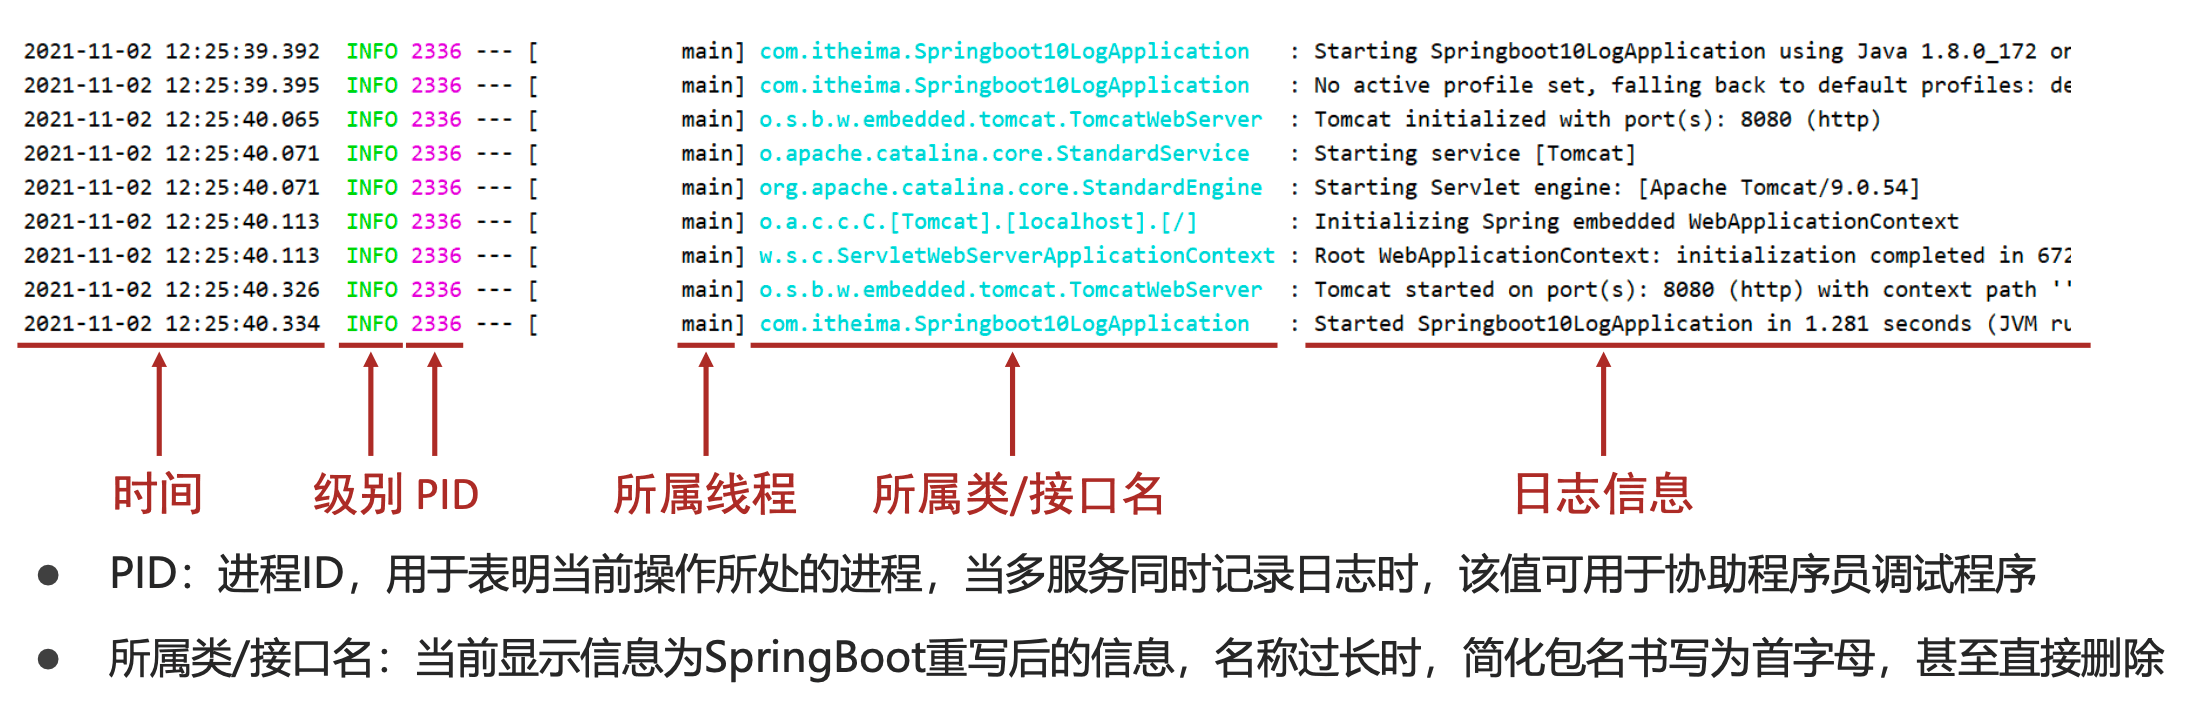 2021-11-02 12:25:39.392  INFO 2336 --- [           main] com.itheima.Springboot10LogApplication   : Starting Springboot10LogApplication using Java 1.8.0_172 on
2021-11-02 12:25:39.395  INFO 2336 --- [           main] com.itheima.Springboot10LogApplication   : No active profile set, falling back to default profiles: de
2021-11-02 12:25:40.065  INFO 2336 --- [           main] o.s.b.w.embedded.tomcat.TomcatWebServer  : Tomcat initialized with port(s): 8080 (http)
2021-11-02 12:25:40.071  INFO 2336 --- [           main] o.apache.catalina.core.StandardService   : Starting service [Tomcat]
2021-11-02 12:25:40.071  INFO 2336 --- [           main] org.apache.catalina.core.StandardEngine  : Starting Servlet engine: [Apache Tomcat/9.0.54]
2021-11-02 12:25:40.113  INFO 2336 --- [           main] o.a.c.c.C.[Tomcat].[localhost].[/]       : Initializing Spring embedded WebApplicationContext
2021-11-02 12:25:40.113  INFO 2336 --- [           main] w.s.c.ServletWebServerApplicationContext : Root WebApplicationContext: initialization completed in 672
2021-11-02 12:25:40.326  INFO 2336 --- [           main] o.s.b.w.embedded.tomcat.TomcatWebServer  : Tomcat started on port(s): 8080 (http) with context path ''
2021-11-02 12:25:40.334  INFO 2336 --- [           main] com.itheima.Springboot10LogApplication   : Started Springboot10LogApplication in 1.281 seconds (JVM ru
时间 级别 PID 所属线程 所属类/接口名 日志信息
● PID：进程ID，用于表明当前操作所处的进程，当多服务同时记录日志时，该值可用于协助程序员调试程序
● 所属类/接口名：当前显示信息为SpringBoot重写后的信息，名称过长时，简化包名书写为首字母，甚至直接删除